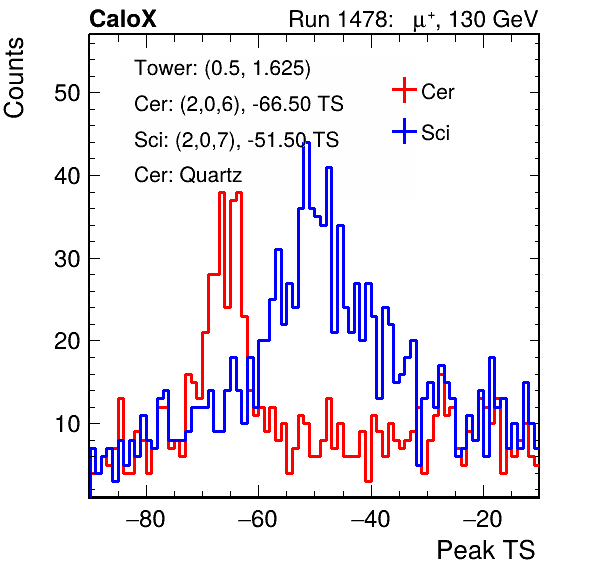 CaloX Run 1478: μ⁺, 130 GeV
Counts
Tower: (0.5, 1.625)
Cer: (2,0,6), -66.50 TS
Sci: (2,0,7), -51.50 TS
Cer: Quartz
Cer
Sci
50
40
30
20
10
−80 −60 −40 −20
Peak TS